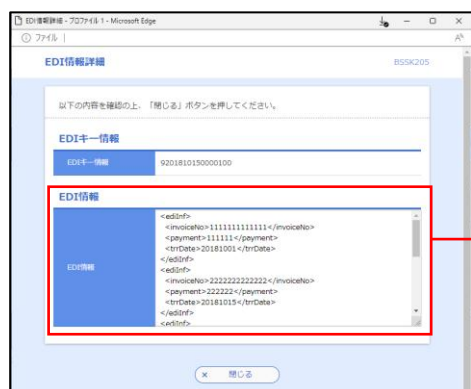 EDI情報詳細 - プロファイル 1 - Microsoft Edge
ファイル |
EDI情報詳細 BSSK205
以下の内容を確認の上、「閉じる」ボタンを押してください。
EDIキー情報
EDIキー情報 9201810150000100
EDI情報
EDI情報
<ediInf>
<invoiceNo>1111111111111</invoiceNo>
<payment>111111</payment>
<trrDate>20181001</trrDate>
</ediInf>
<ediInf>
<invoiceNo>2222222222222</invoiceNo>
<payment>222222</payment>
<trrDate>20181015</trrDate>
</ediInf>
<ediInf>
× 閉じる